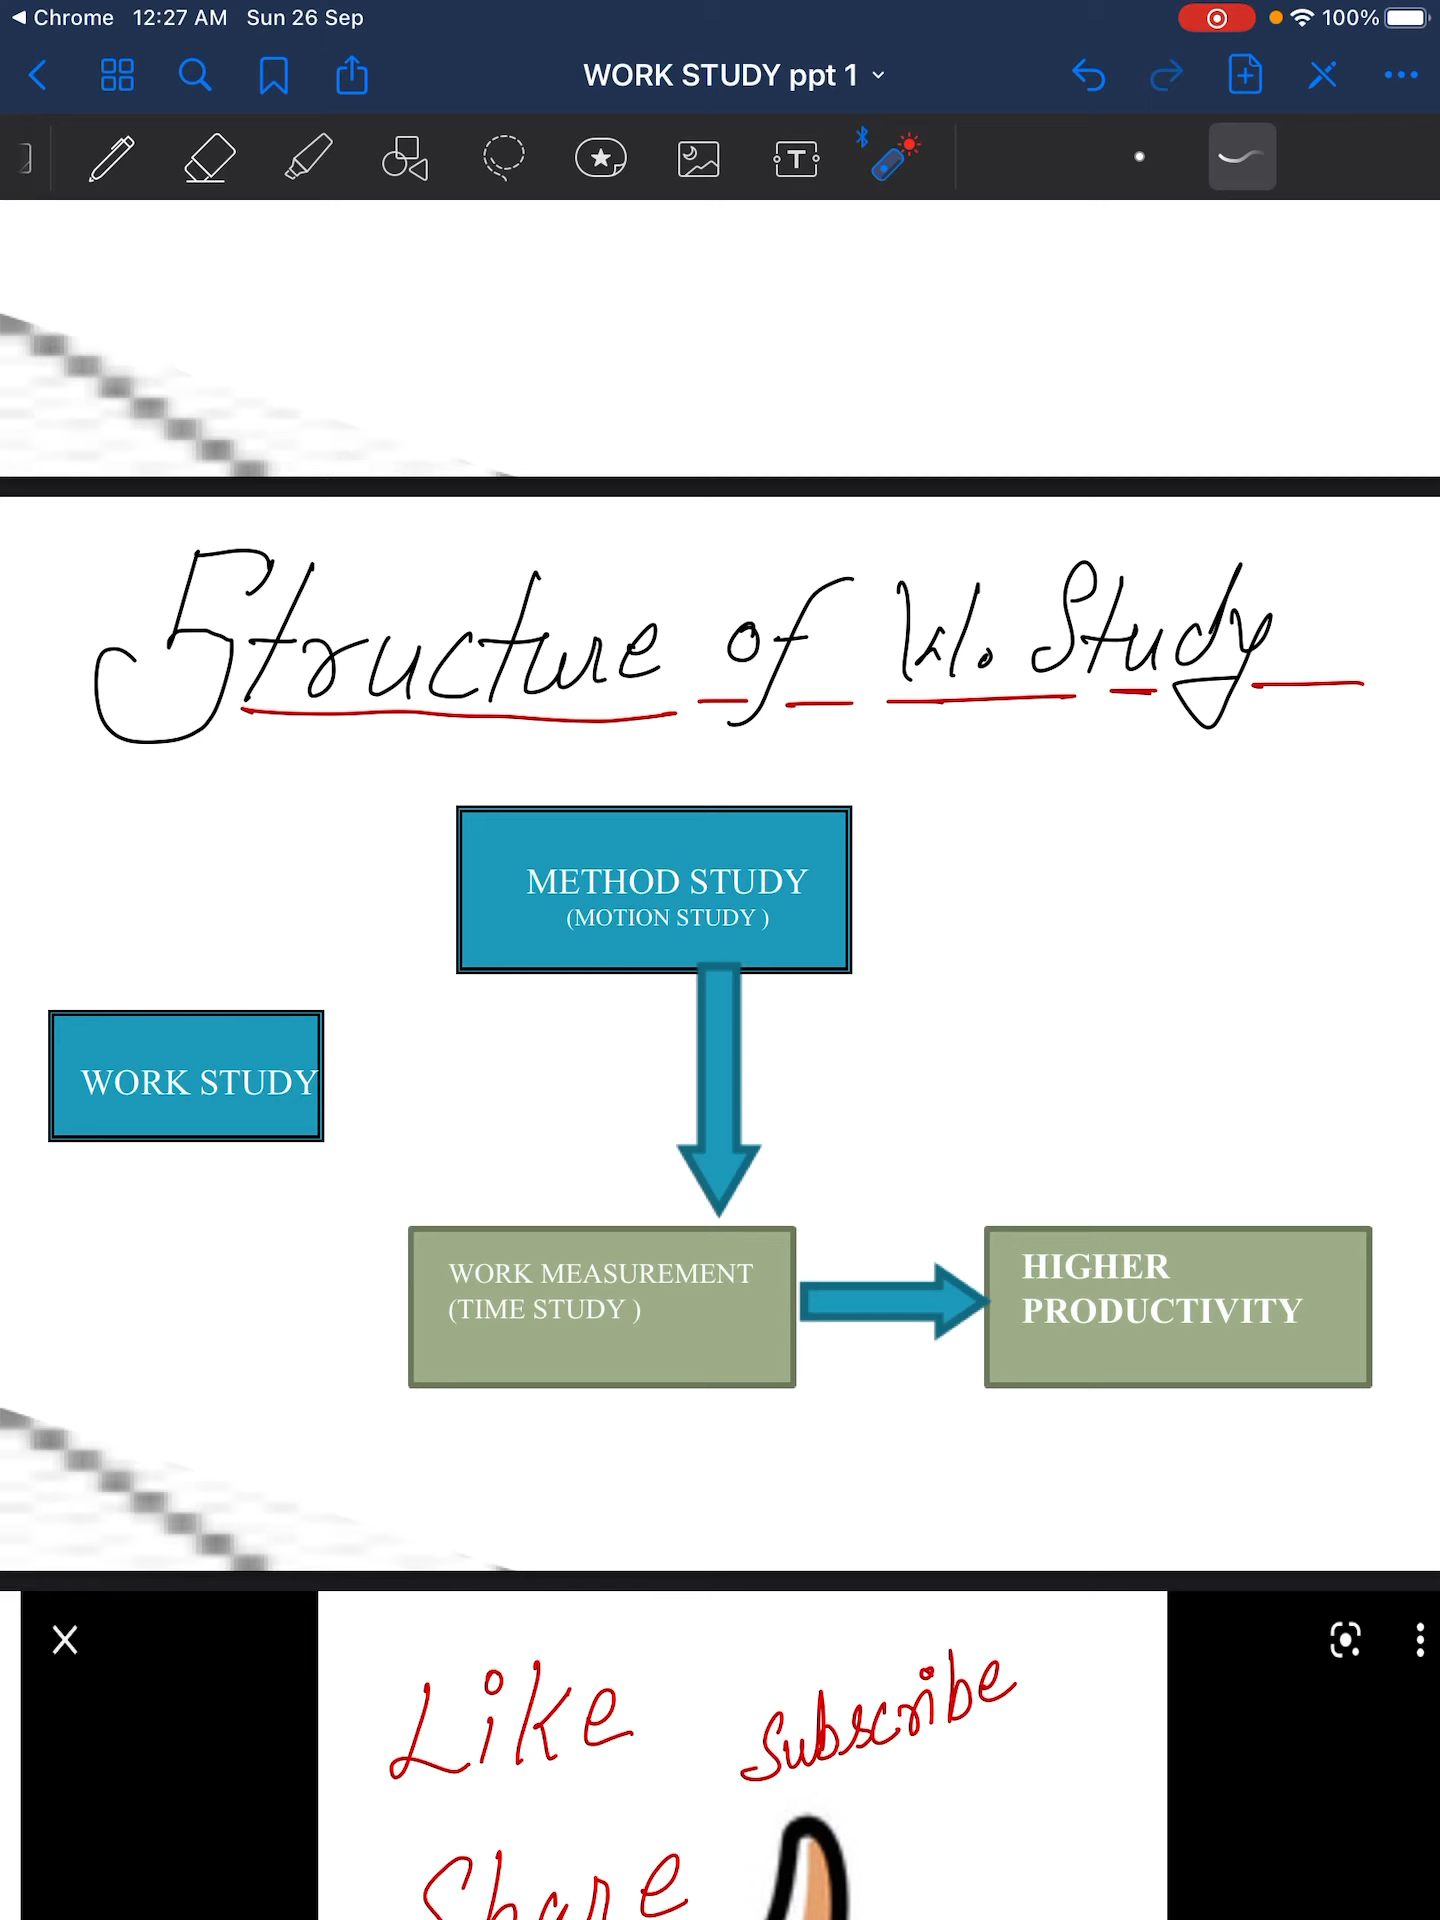 Chrome 12:27 AM Sun 26 Sep 100%
WORK STUDY ppt 1
T
Structure of W. Study
METHOD STUDY
(MOTION STUDY )
WORK STUDY
WORK MEASUREMENT
(TIME STUDY )
HIGHER
PRODUCTIVITY
Like Subscribe
Share